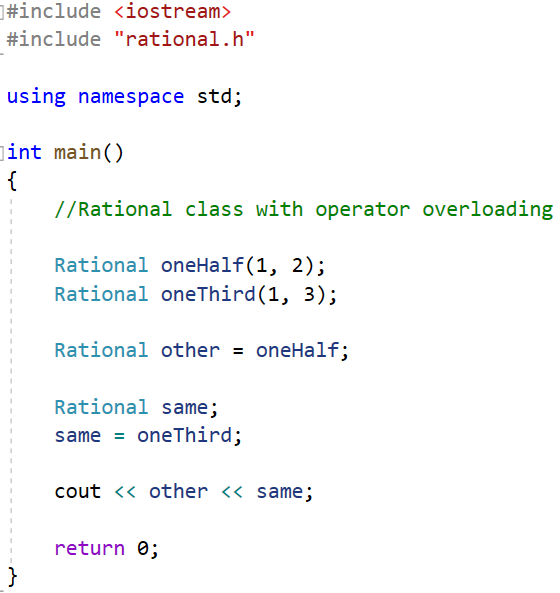 #include <iostream>
#include "rational.h"
using namespace std;
int main()
{
//Rational class with operator overloading
Rational oneHalf(1, 2);
Rational oneThird(1, 3);
Rational other = oneHalf;
Rational same;
same = oneThird;
cout << other << same;
return 0;
}